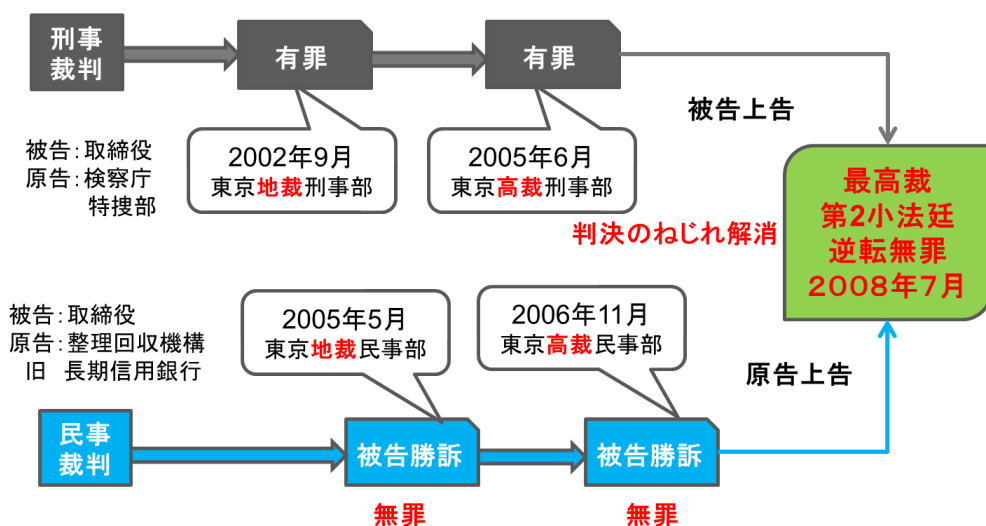 刑事
裁判
有罪
有罪
被告上告
2002年9月
東京地裁刑事部
2005年6月
東京高裁刑事部
被告：取締役
原告：検察庁
特捜部
最高裁
第2小法廷
逆転無罪
２００８年７月
判決のねじれ解消
被告：取締役
原告：整理回収機構
旧　長期信用銀行
2005年5月
東京地裁民事部
2006年11月
東京高裁民事部
原告上告
民事
裁判
被告勝訴
被告勝訴
無罪
無罪